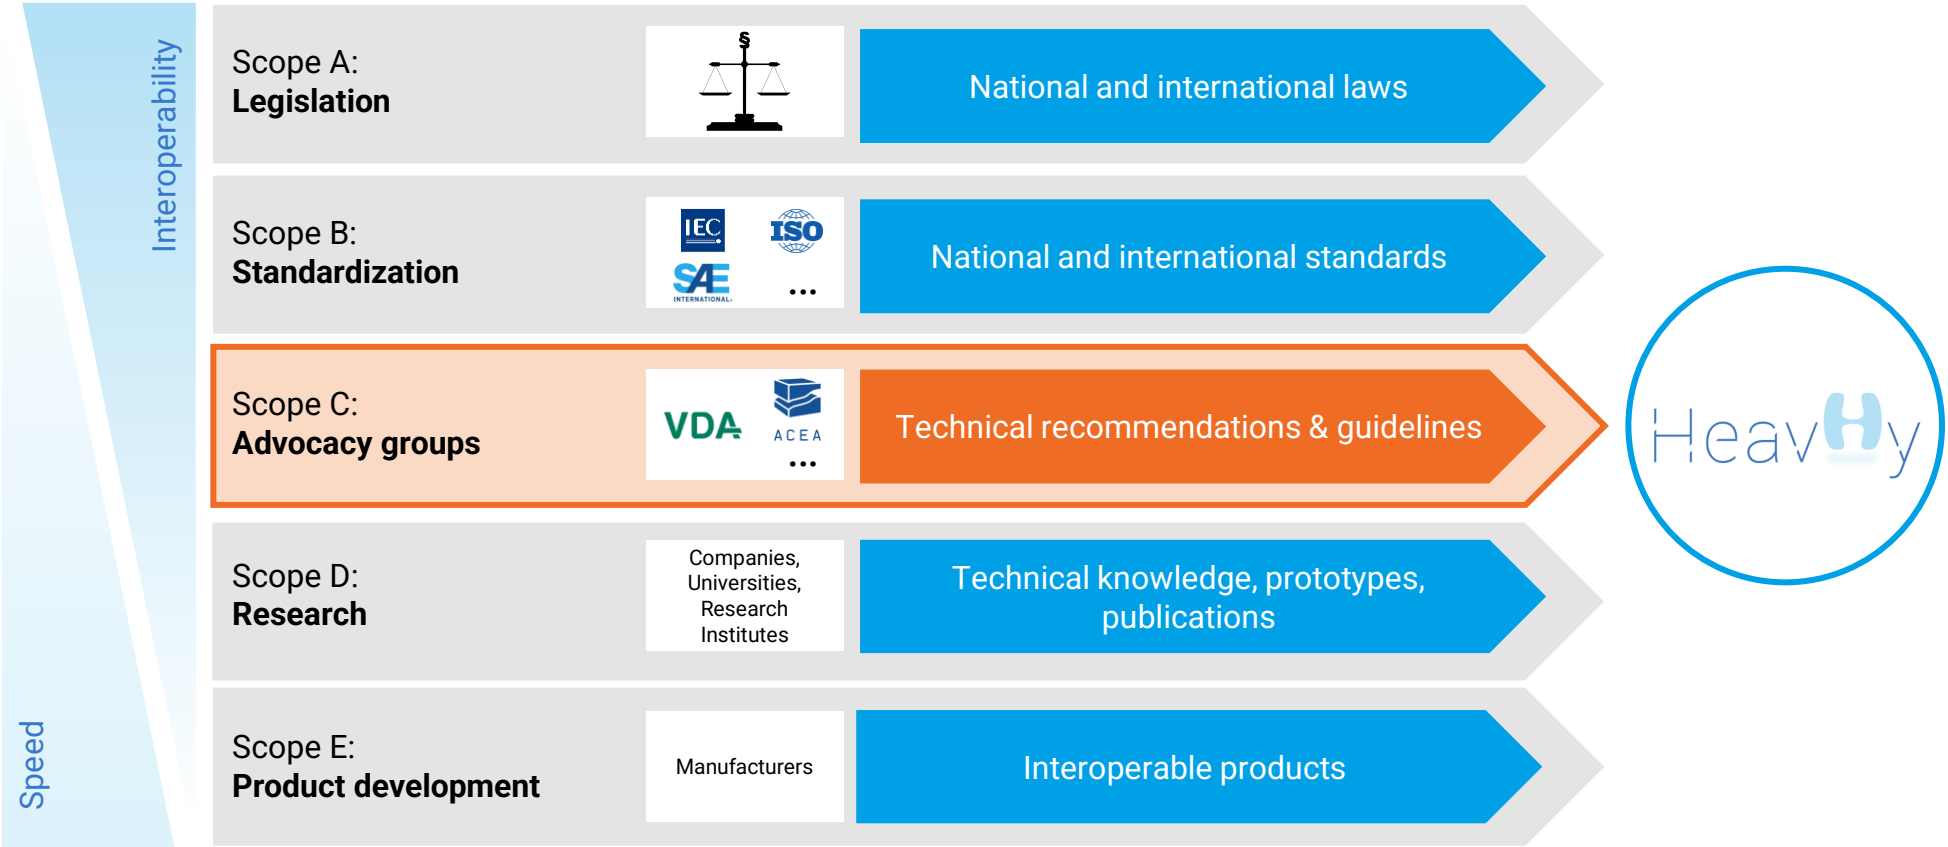 Interoperability
Speed
Scope A:
Legislation
§
National and international laws
Scope B:
Standardization
IEC
ISO
SAE
INTERNATIONAL.
...
National and international standards
Scope C:
Advocacy groups
VDA
ACEA
...
Technical recommendations & guidelines
Scope D:
Research
Companies,
Universities,
Research
Institutes
Technical knowledge, prototypes,
publications
Scope E:
Product development
Manufacturers
Interoperable products
HeavHy